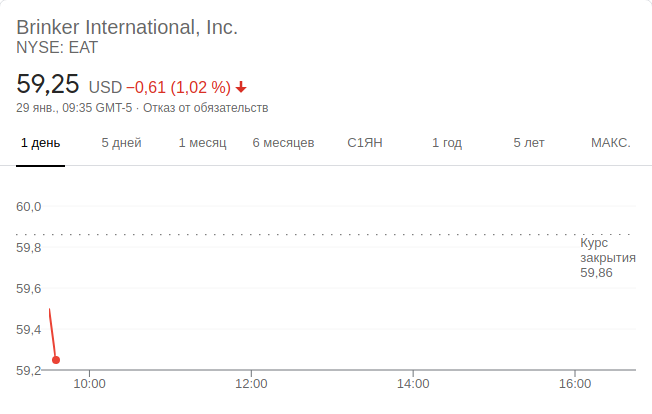 Brinker International, Inc.
NYSE: EAT
59,25 USD −0,61 (1,02 %)
29 янв., 09:35 GMT-5 · Отказ от обязательств
1 день 5 дней 1 месяц 6 месяцев С1ЯН 1 год 5 лет МАКС.
60,0
59,8
Курс
закрытия
59,86
59,6
59,4
59,2
10:00 12:00 14:00 16:00